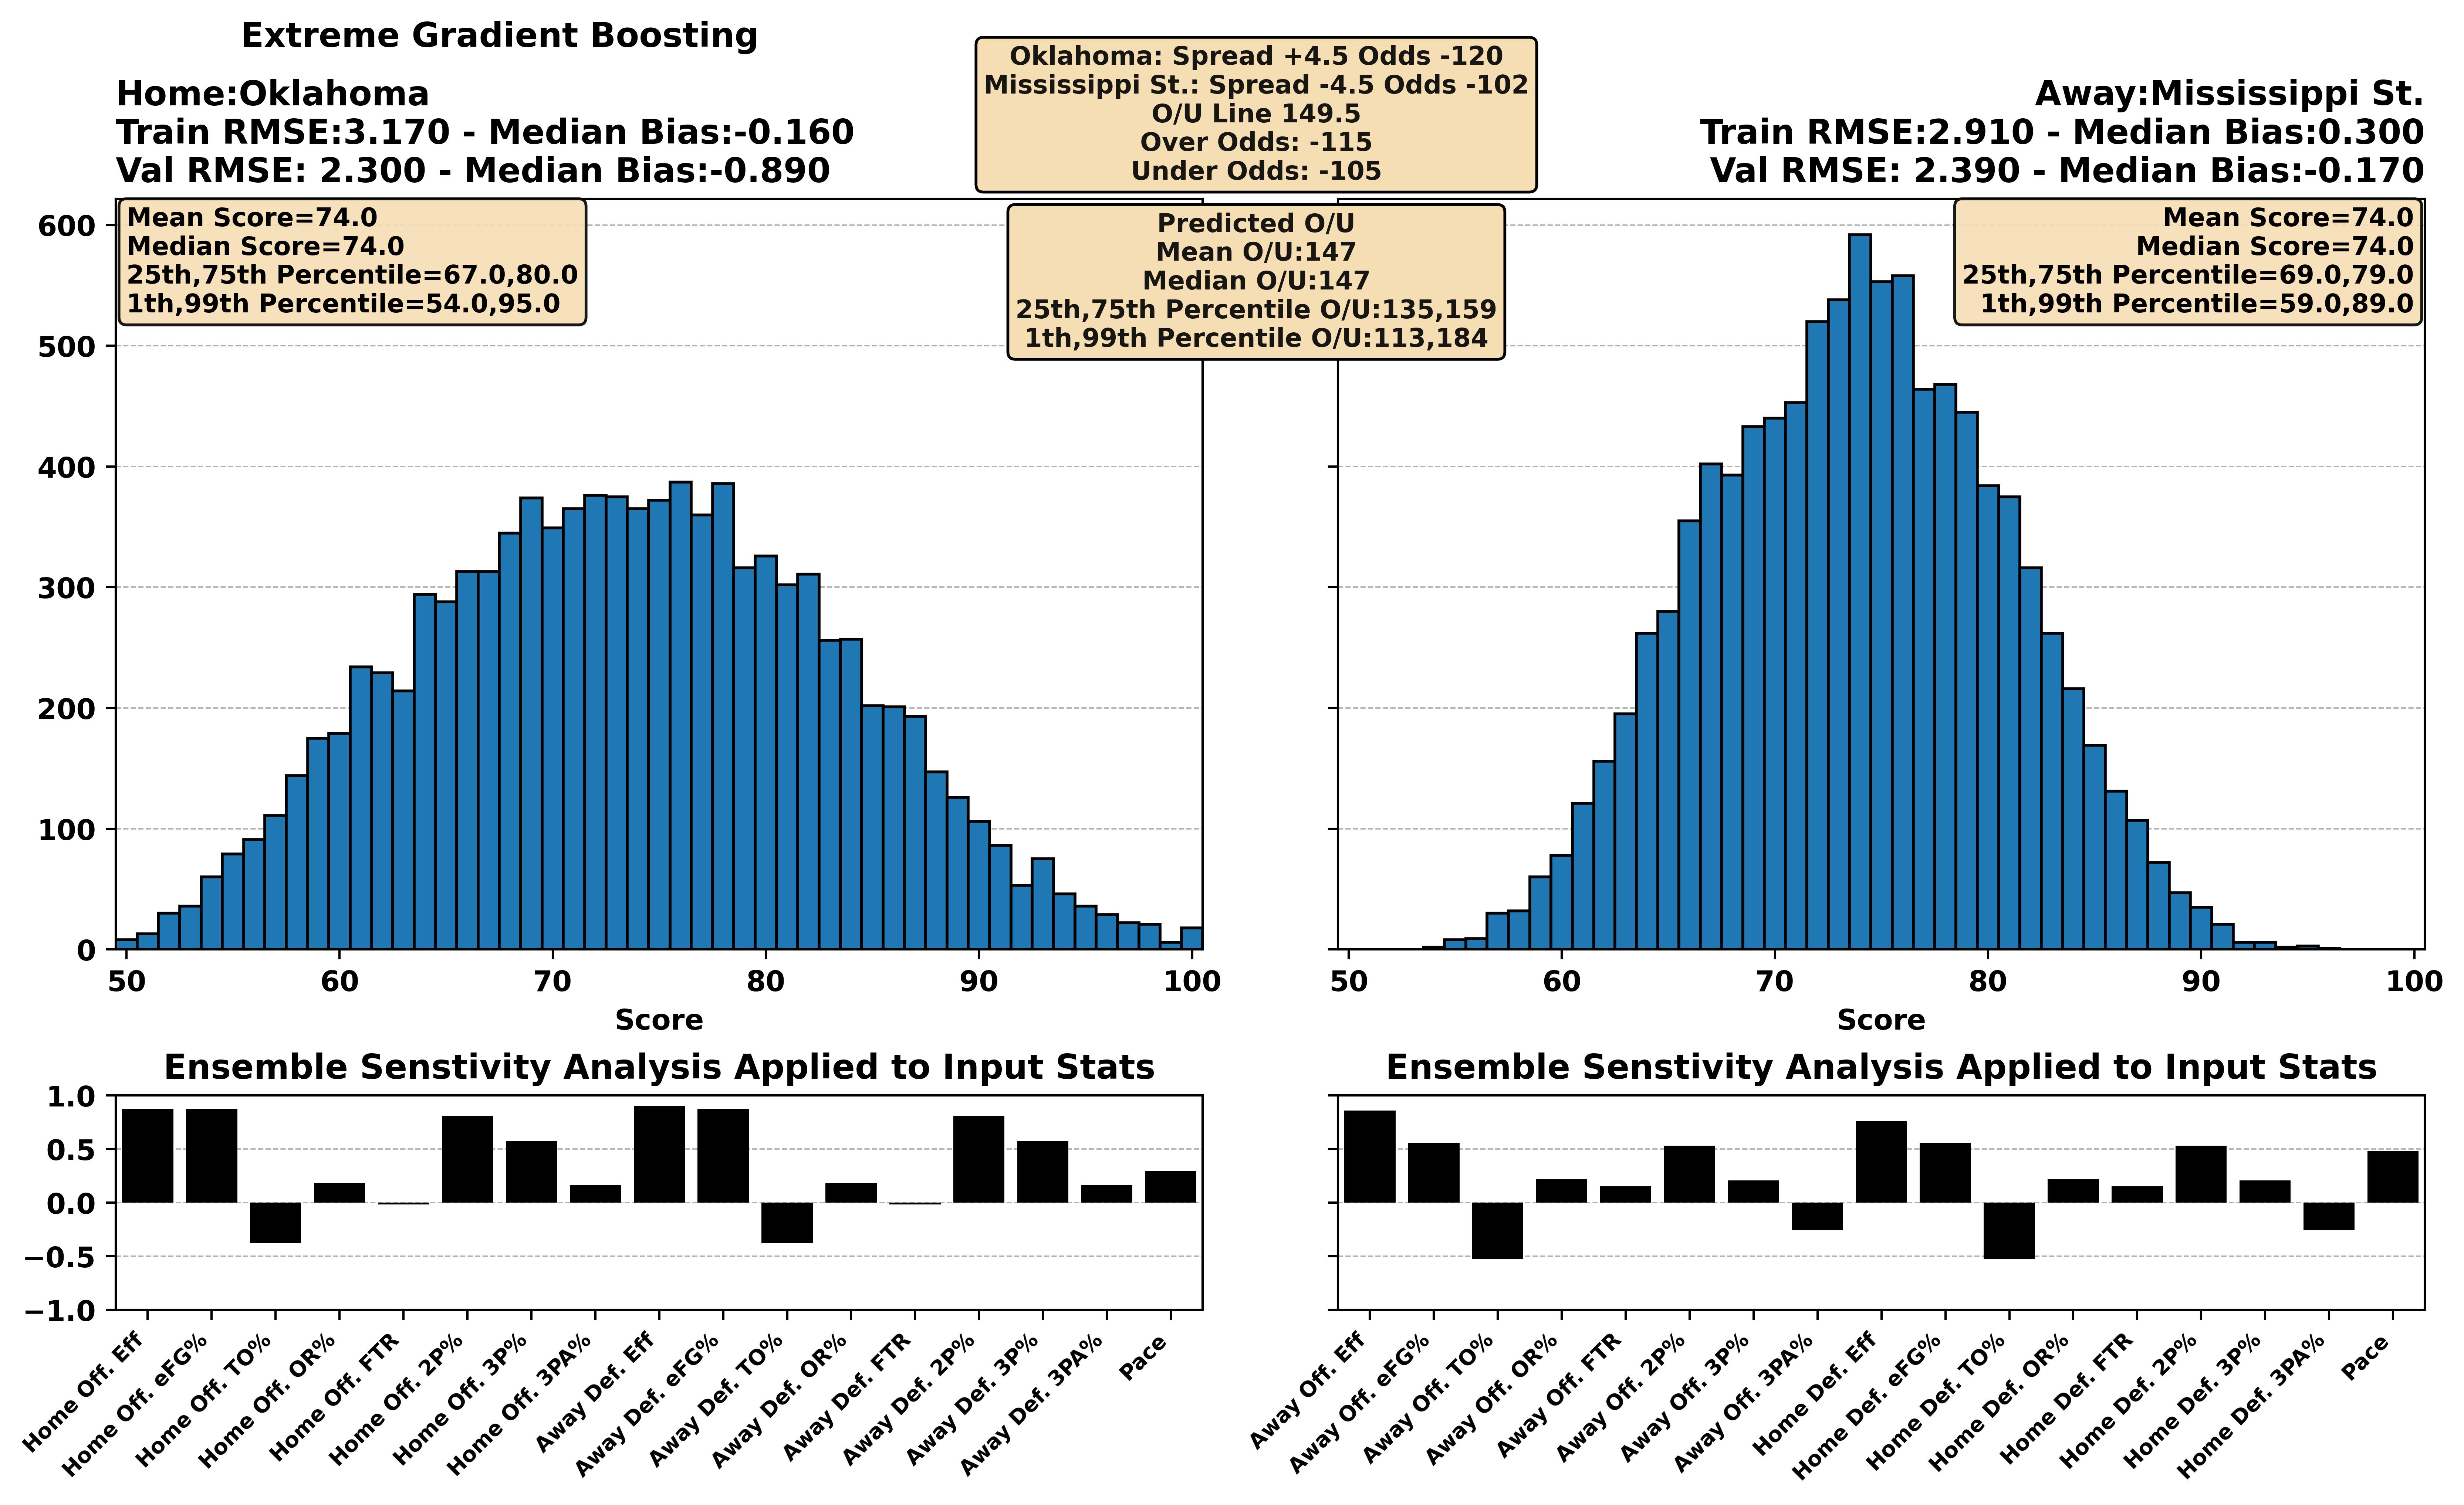 Extreme Gradient Boosting
Home:Oklahoma
Train RMSE:3.170 - Median Bias:-0.160
Val RMSE: 2.300 - Median Bias:-0.890
Oklahoma: Spread +4.5 Odds -120
Mississippi St.: Spread -4.5 Odds -102
O/U Line 149.5
Over Odds: -115
Under Odds: -105
Away:Mississippi St.
Train RMSE:2.910 - Median Bias:0.300
Val RMSE: 2.390 - Median Bias:-0.170
Mean Score=74.0
Median Score=74.0
25th,75th Percentile=67.0,80.0
1th,99th Percentile=54.0,95.0
Predicted O/U
Mean O/U:147
Median O/U:147
25th,75th Percentile O/U:135,159
1th,99th Percentile O/U:113,184
Mean Score=74.0
Median Score=74.0
25th,75th Percentile=69.0,79.0
1th,99th Percentile=59.0,89.0
600
500
400
300
200
100
0
50 60 70 80 90 100
Score
50 60 70 80 90 100
Score
Ensemble Senstivity Analysis Applied to Input Stats
1.0
0.5
0.0
−0.5
−1.0
Home Off. Eff
Home Off. eFG%
Home Off. TO%
Home Off. OR%
Home Off. FTR
Home Off. 2P%
Home Off. 3P%
Home Off. 3PA%
Away Def. Eff
Away Def. eFG%
Away Def. TO%
Away Def. OR%
Away Def. FTR
Away Def. 2P%
Away Def. 3P%
Away Def. 3PA%
Pace
Ensemble Senstivity Analysis Applied to Input Stats
Away Off. Eff
Away Off. eFG%
Away Off. TO%
Away Off. OR%
Away Off. FTR
Away Off. 2P%
Away Off. 3P%
Away Off. 3PA%
Home Def. Eff
Home Def. eFG%
Home Def. TO%
Home Def. OR%
Home Def. FTR
Home Def. 2P%
Home Def. 3P%
Home Def. 3PA%
Pace